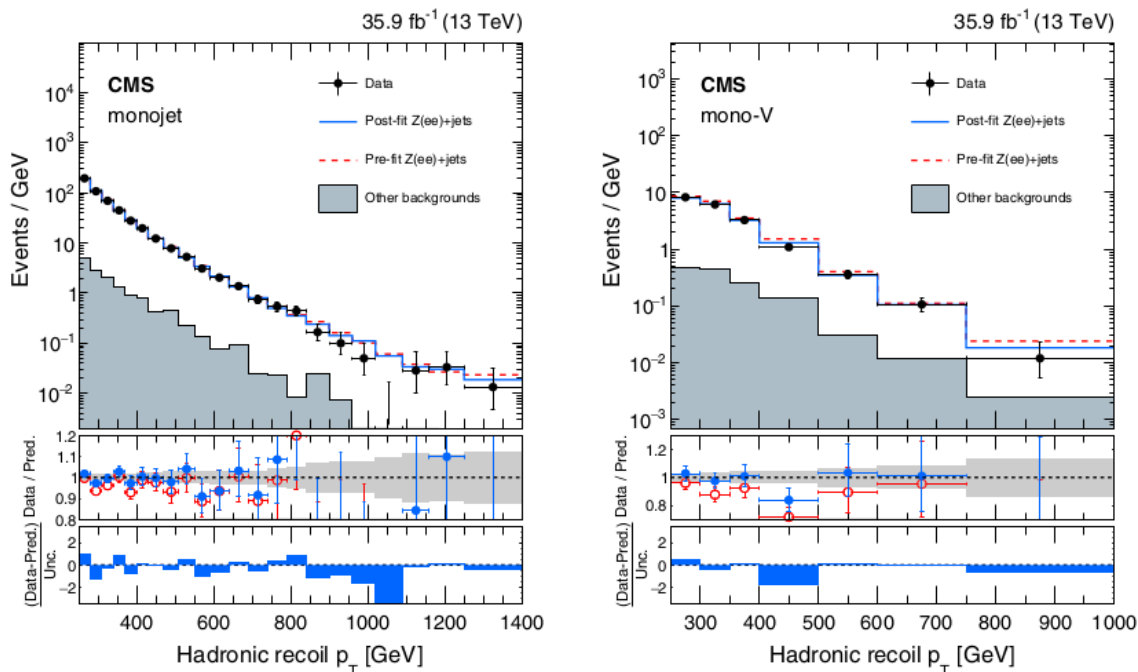 35.9 fb⁻¹ (13 TeV)
CMS
monojet
Data
Post-fit Z(ee)+jets
Pre-fit Z(ee)+jets
Other backgrounds
Events / GeV
10⁴
10³
10²
10
1
10⁻¹
10⁻²
Data / Pred.
1.2
1.0
0.9
0.8
(Data-Pred.)
Unc.
2
0
−2
400 600 800 1000 1200 1400
Hadronic recoil p_T [GeV]
35.9 fb⁻¹ (13 TeV)
CMS
mono-V
Data
Post-fit Z(ee)+jets
Pre-fit Z(ee)+jets
Other backgrounds
Events / GeV
10³
10²
10
1
10⁻¹
10⁻²
10⁻³
Data / Pred.
1.2
1.1
1
0.9
0.8
(Data-Pred.)
Unc.
2
0
−2
300 400 500 600 700 800 900 1000
Hadronic recoil p_T [GeV]